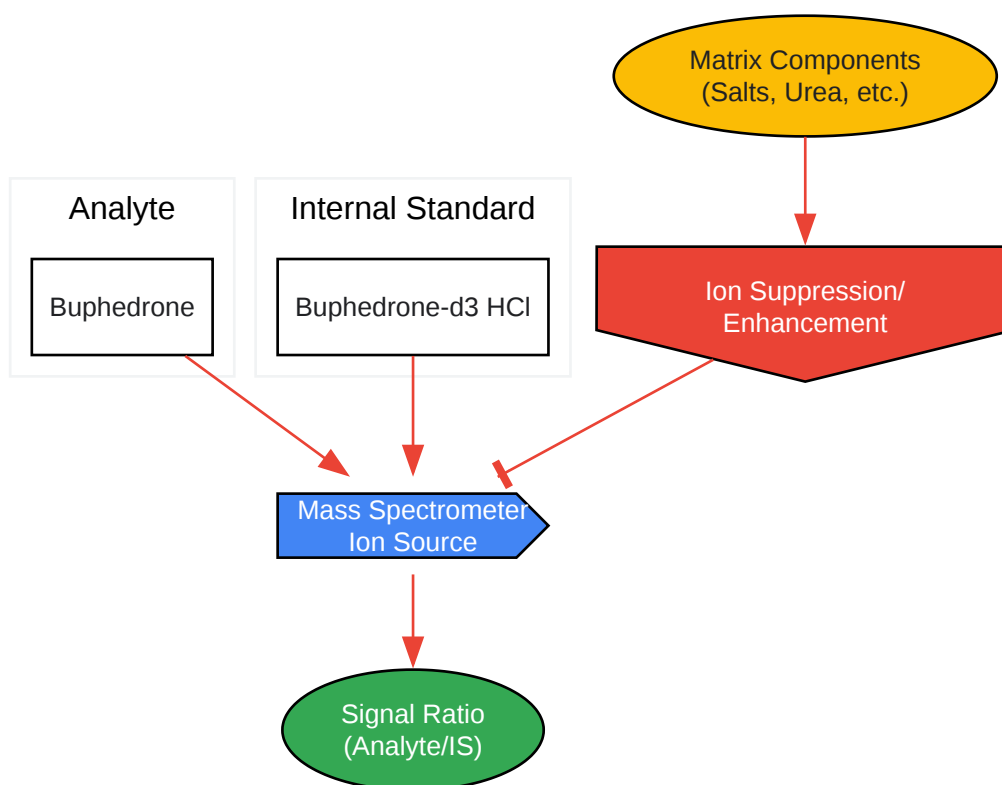 Matrix Components
(Salts, Urea, etc.)
Analyte
Internal Standard
Buphedrone
Buphedrone-d3 HCl
Ion Suppression/
Enhancement
Mass Spectrometer
Ion Source
Signal Ratio
(Analyte/IS)